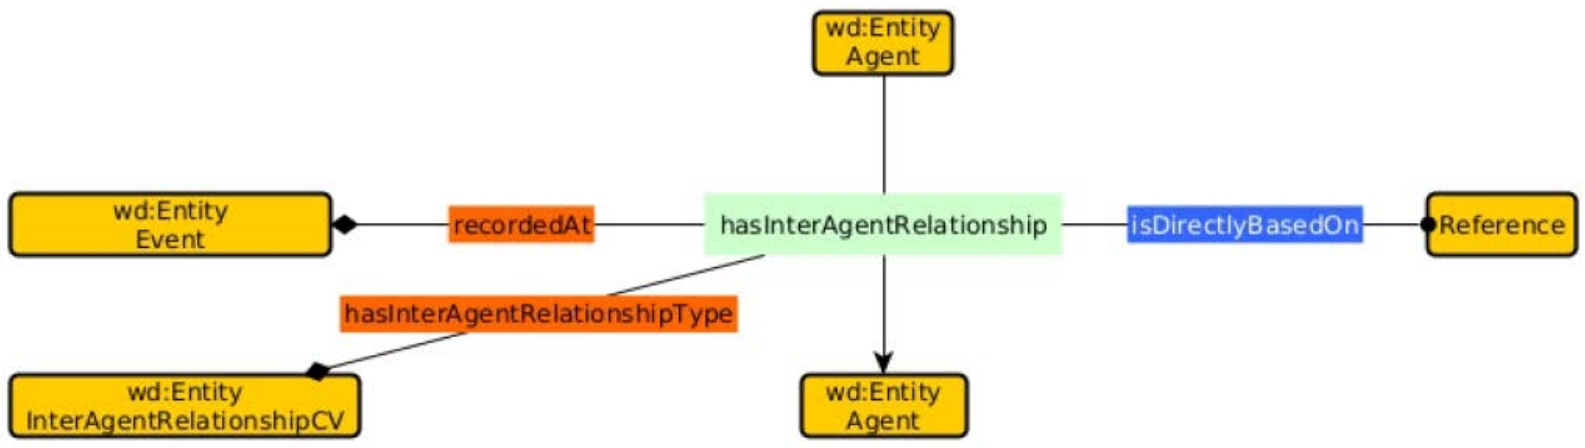 wd:Entity
Agent
wd:Entity
Event
recordedAt
hasInterAgentRelationship
isDirectlyBasedOn
Reference
hasInterAgentRelationshipType
wd:Entity
InterAgentRelationshipCV
wd:Entity
Agent